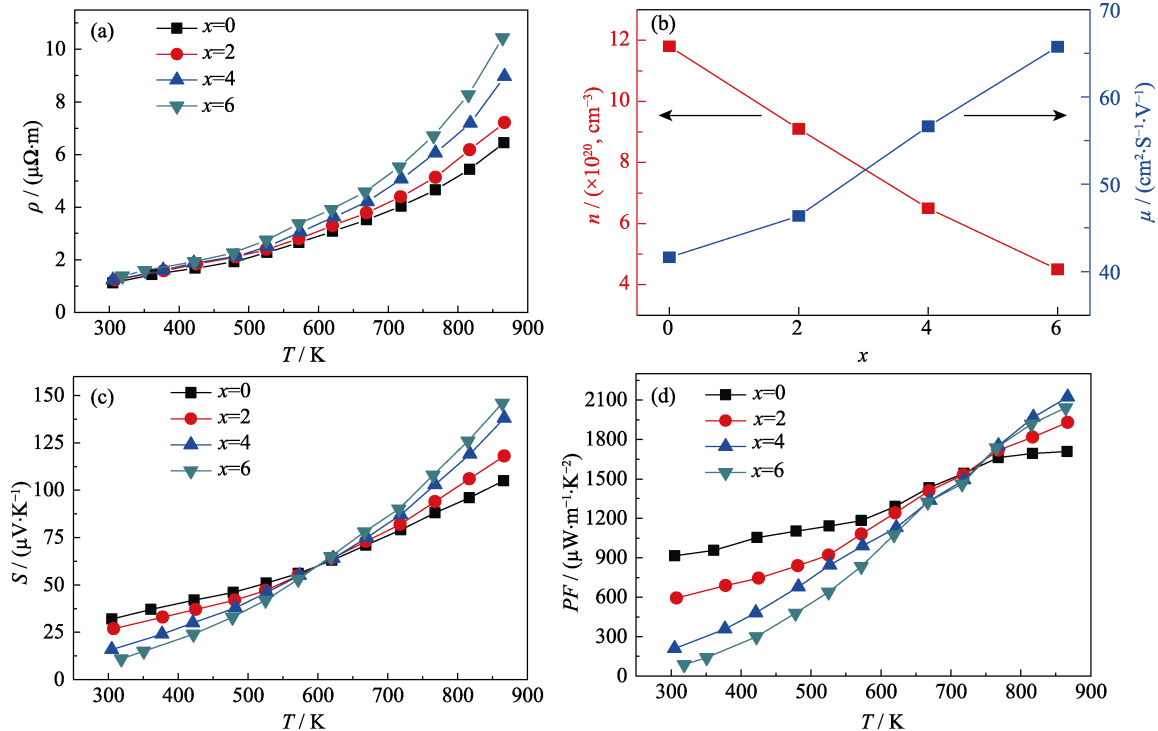 (a)
x=0
x=2
x=4
x=6
10
8
6
4
2
0
ρ / (μΩ·m)
300 400 500 600 700 800 900
T / K
(b)
12
10
8
6
4
n / (×10²⁰, cm⁻³)
70
60
50
40
μ / (cm²·S⁻¹·V⁻¹)
0 2 4 6
x
(c)
x=0
x=2
x=4
x=6
150
125
100
75
50
25
0
S / (μV·K⁻¹)
300 400 500 600 700 800 900
T / K
(d)
x=0
x=2
x=4
x=6
2100
1800
1500
1200
900
600
300
0
PF / (μW·m⁻¹·K⁻²)
300 400 500 600 700 800 900
T / K